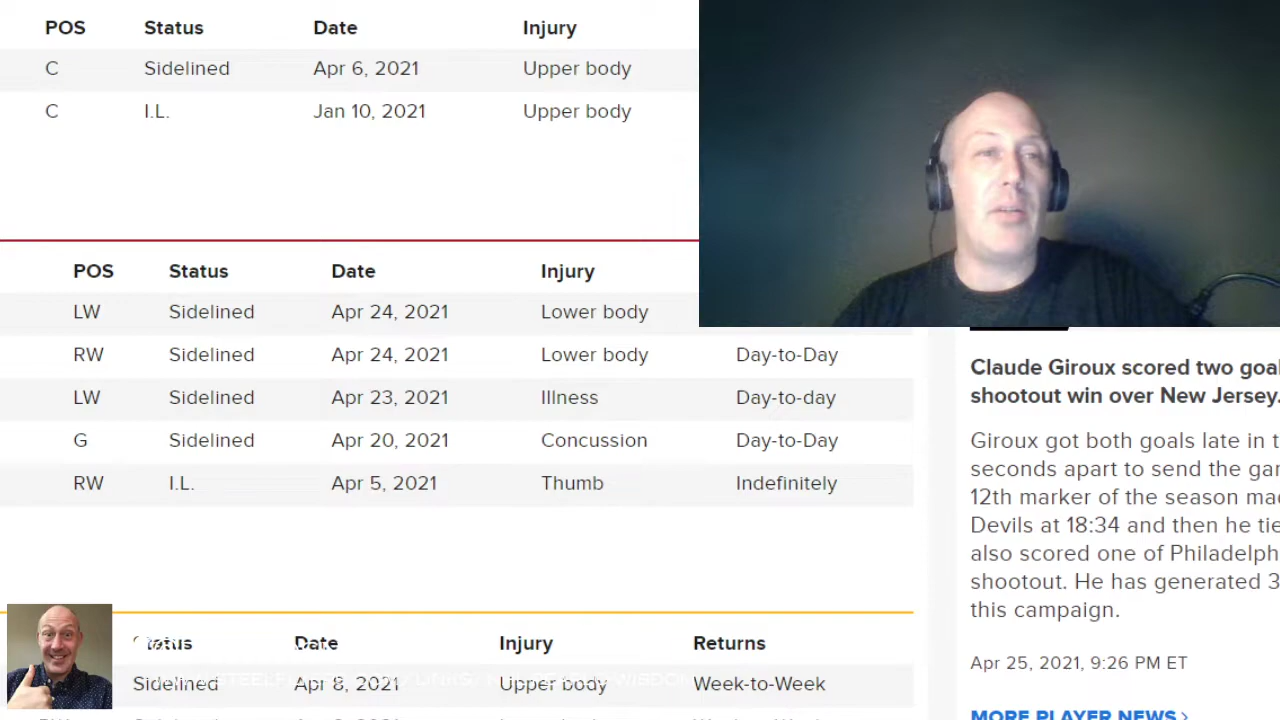 POS Status Date Injury
C Sidelined Apr 6, 2021 Upper body
C I.L. Jan 10, 2021 Upper body
POS Status Date Injury
LW Sidelined Apr 24, 2021 Lower body
RW Sidelined Apr 24, 2021 Lower body Day-to-Day
LW Sidelined Apr 23, 2021 Illness Day-to-day
G Sidelined Apr 20, 2021 Concussion Day-to-Day
RW I.L. Apr 5, 2021 Thumb Indefinitely
Status Date Injury Returns
Sidelined Apr 8, 2021 Upper body Week-to-Week
Claude Giroux scored two goal
shootout win over New Jersey.
Giroux got both goals late in t
seconds apart to send the gar
12th marker of the season mad
Devils at 18:34 and then he tie
also scored one of Philadelph
shootout. He has generated 3
this campaign.
Apr 25, 2021, 9:26 PM ET
MORE PLAYER NEWS >